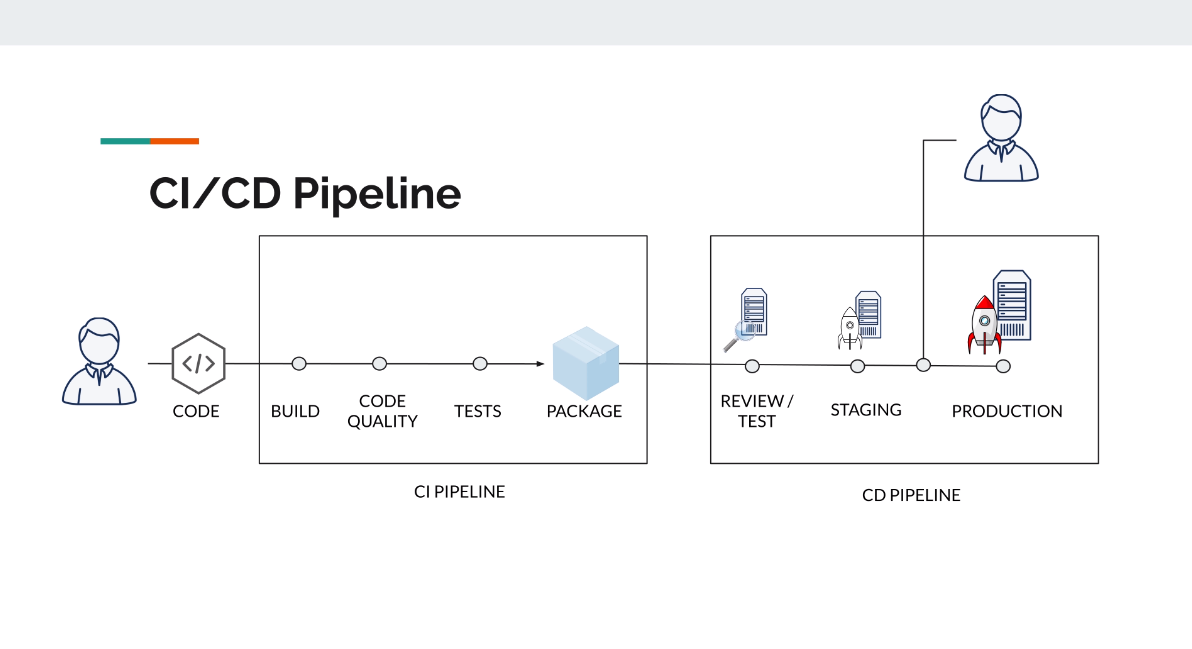 CI/CD Pipeline
CODE
BUILD
CODE
QUALITY
TESTS
PACKAGE
CI PIPELINE
REVIEW /
TEST
STAGING
PRODUCTION
CD PIPELINE